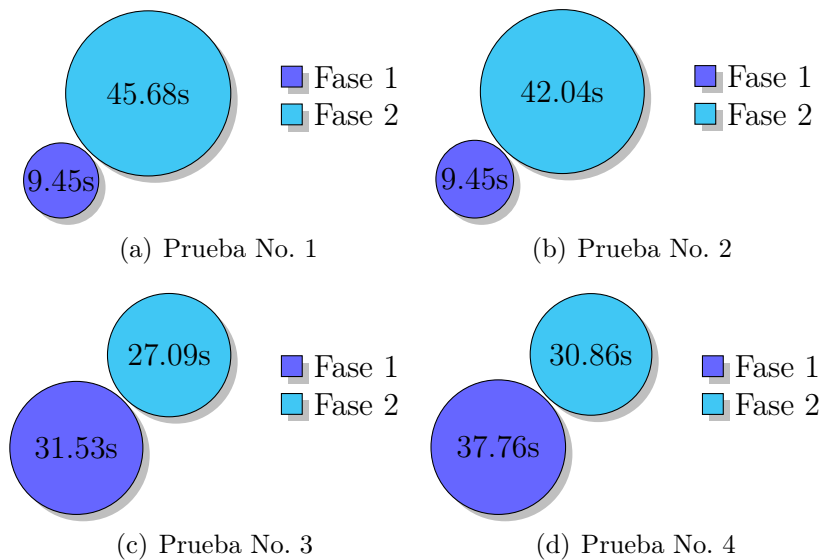 45.68s
9.45s
Fase 1
Fase 2
(a) Prueba No. 1
42.04s
9.45s
Fase 1
Fase 2
(b) Prueba No. 2
27.09s
31.53s
Fase 1
Fase 2
(c) Prueba No. 3
30.86s
37.76s
Fase 1
Fase 2
(d) Prueba No. 4